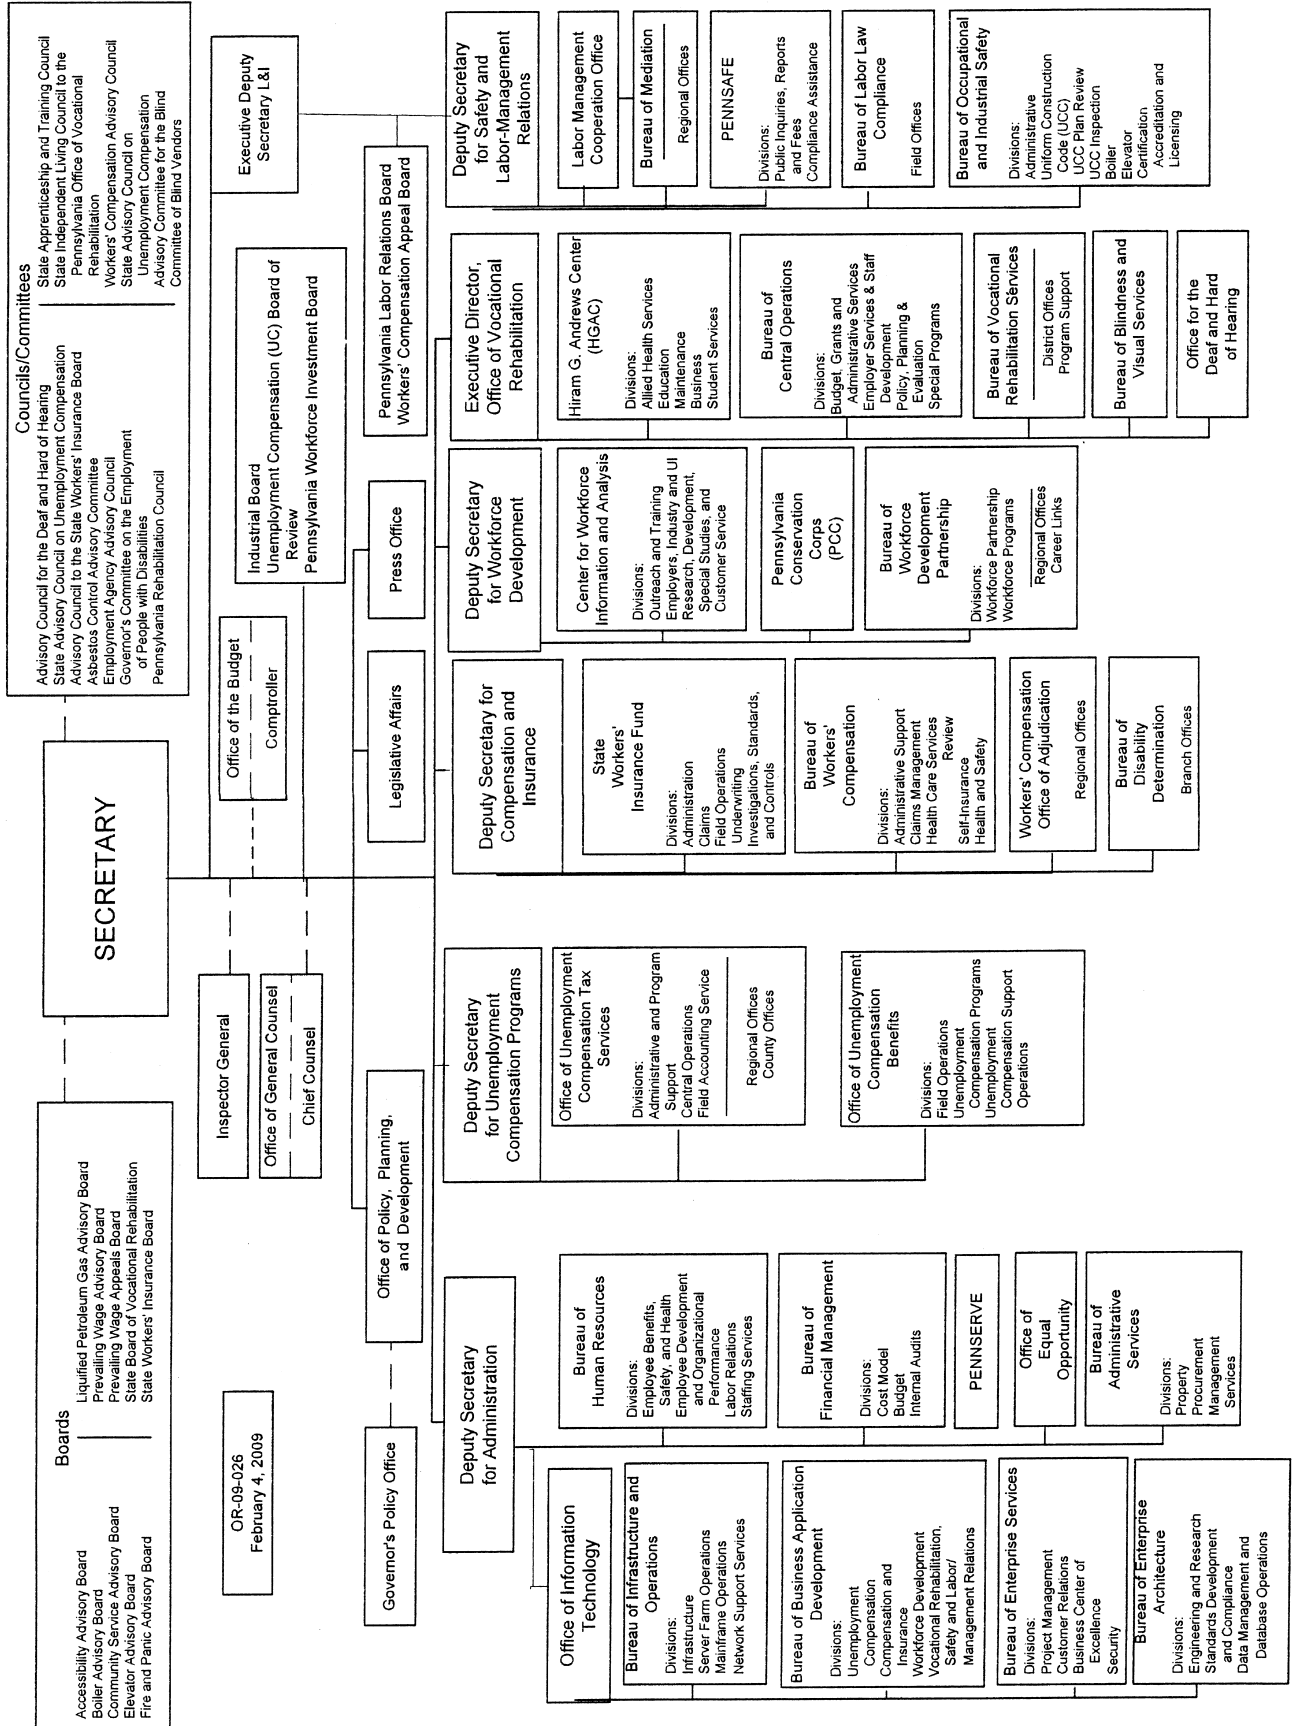 Boards
Accessibility Advisory Board
Boiler Advisory Board
Community Service Advisory Board
Elevator Advisory Board
Fire and Panic Advisory Board
Liquified Petroleum Gas Advisory Board
Prevailing Wage Advisory Board
Prevailing Wage Appeals Board
State Board of Vocational Rehabilitation
State Workers' Insurance Board
SECRETARY
Councils/Committees
Advisory Council for the Deaf and Hard of Hearing
State Advisory Council on Unemployment Compensation
Advisory Council to the State Workers' Insurance Board
Asbestos Control Advisory Committee
Employment Agency Advisory Council
Governor's Committee on the Employment
of People with Disabilities
Pennsylvania Rehabilitation Council
State Apprenticeship and Training Council
State Independent Living Council to the
Pennsylvania Office of Vocational
Rehabilitation
Workers' Compensation Advisory Council
State Advisory Council on
Unemployment Compensation
Advisory Committee for the Blind
Committee of Blind Vendors
OR-09-026
February 4, 2009
Inspector General
Office of General Counsel
Chief Counsel
Office of the Budget
Comptroller
Industrial Board
Unemployment Compensation (UC) Board of
Review
Pennsylvania Workforce Investment Board
Executive Deputy
Secretary L&I
Governor's Policy Office
Office of Policy, Planning,
and Development
Legislative Affairs
Press Office
Pennsylvania Labor Relations Board
Workers' Compensation Appeal Board
Deputy Secretary
for Administration
Office of Information
Technology
Bureau of Infrastructure and
Operations
Divisions:
Infrastructure
Server Farm Operations
Mainframe Operations
Network Support Services
Bureau of Business Application
Development
Divisions:
Unemployment
Compensation
Compensation and
Insurance
Workforce Development
Vocational Rehabilitation,
Safety and Labor/
Management Relations
Bureau of Enterprise Services
Divisions:
Project Management
Customer Relations
Business Center of
Excellence
Security
Bureau of Enterprise
Architecture
Divisions:
Engineering and Research
Standards Development
and Compliance
Data Management and
Database Operations
Bureau of
Human Resources
Divisions:
Employee Benefits,
Safety, and Health
Employee Development
and Organizational
Performance
Labor Relations
Staffing Services
Bureau of
Financial Management
Divisions:
Cost Model
Budget
Internal Audits
PENNSERVE
Office of
Equal
Opportunity
Bureau of
Administrative
Services
Divisions:
Property
Procurement
Management
Services
Deputy Secretary
for Unemployment
Compensation Programs
Office of Unemployment
Compensation Tax
Services
Divisions:
Administrative and Program
Support
Central Operations
Field Accounting Service
Regional Offices
County Offices
Office of Unemployment
Compensation
Benefits
Divisions:
Field Operations
Unemployment
Compensation Programs
Unemployment
Compensation Support
Operations
Deputy Secretary for
Compensation and
Insurance
State
Workers'
Insurance Fund
Divisions:
Administration
Claims
Field Operations
Underwriting
Investigations, Standards,
and Controls
Bureau of
Workers'
Compensation
Divisions:
Administrative Support
Claims Management
Health Care Services
Review
Self-Insurance
Health and Safety
Workers' Compensation
Office of Adjudication
Regional Offices
Bureau of
Disability
Determination
Branch Offices
Deputy Secretary
for Workforce
Development
Center for Workforce
Information and Analysis
Divisions:
Outreach and Training
Employers, Industry and UI
Research, Development,
Special Studies, and
Customer Service
Pennsylvania
Conservation
Corps
(PCC)
Bureau of
Workforce
Development
Partnership
Divisions:
Workforce Partnership
Workforce Programs
Regional Offices
Career Links
Executive Director,
Office of Vocational
Rehabilitation
Hiram G. Andrews Center
(HGAC)
Divisions:
Allied Health Services
Education
Maintenance
Business
Student Services
Bureau of
Central Operations
Divisions:
Budget, Grants and
Administrative Services
Employer Services & Staff
Development
Policy, Planning &
Evaluation
Special Programs
Bureau of Vocational
Rehabilitation Services
District Offices
Program Support
Bureau of Blindness and
Visual Services
Office for the
Deaf and Hard
of Hearing
Deputy Secretary
for Safety and
Labor-Management
Relations
Labor Management
Cooperation Office
Bureau of Mediation
Regional Offices
PENNSAFE
Divisions:
Public Inquiries, Reports
and Fees
Compliance Assistance
Bureau of Labor Law
Compliance
Field Offices
Bureau of Occupational
and Industrial Safety
Divisions:
Administrative
Uniform Construction
Code (UCC)
UCC Plan Review
UCC Inspection
Boiler
Elevator
Certification
Accreditation and
Licensing